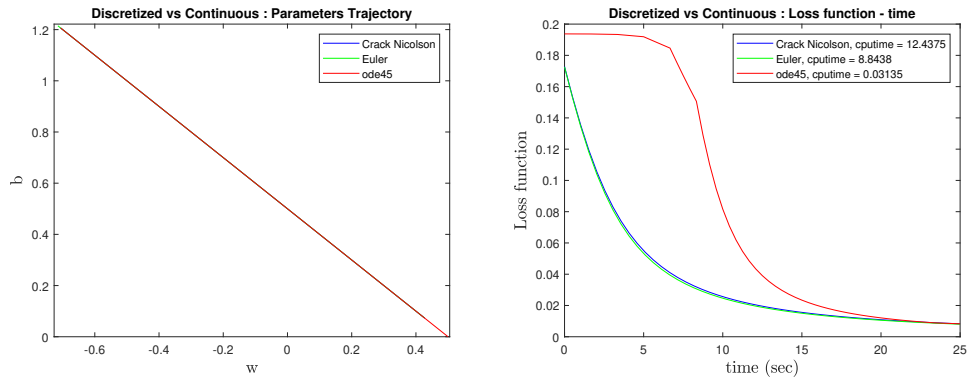 Discretized vs Continuous : Parameters Trajectory
1.2
1
0.8
0.6
0.4
0.2
0
b
-0.6
-0.4
-0.2
0
0.2
0.4
w
Crack Nicolson
Euler
ode45
Discretized vs Continuous : Loss function - time
0.2
0.18
0.16
0.14
0.12
0.1
0.08
0.06
0.04
0.02
0
Loss function
0
5
10
15
20
25
time (sec)
Crack Nicolson, cputime = 12.4375
Euler, cputime = 8.8438
ode45, cputime = 0.03135